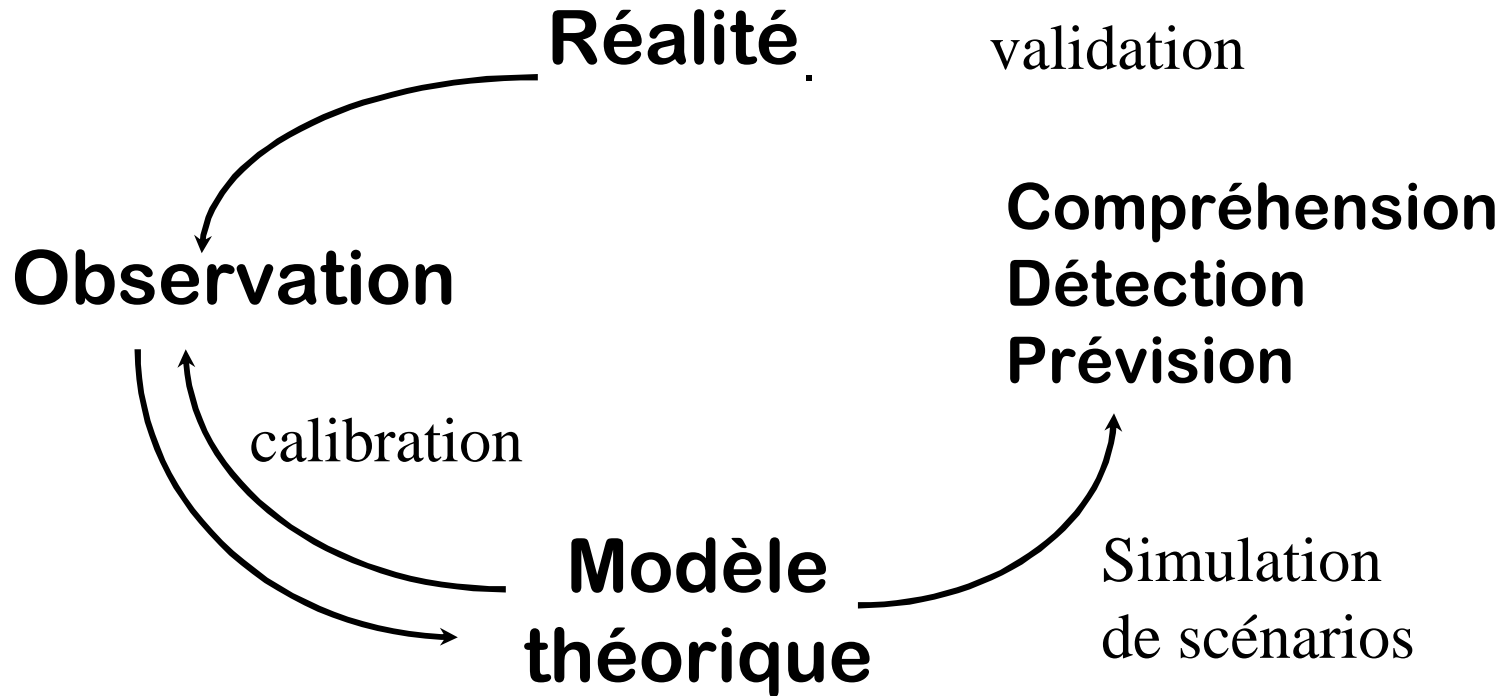 Réalité.
validation
Compréhension
Détection
Prévision
Observation
calibration
Modèle
théorique
Simulation
de scénarios